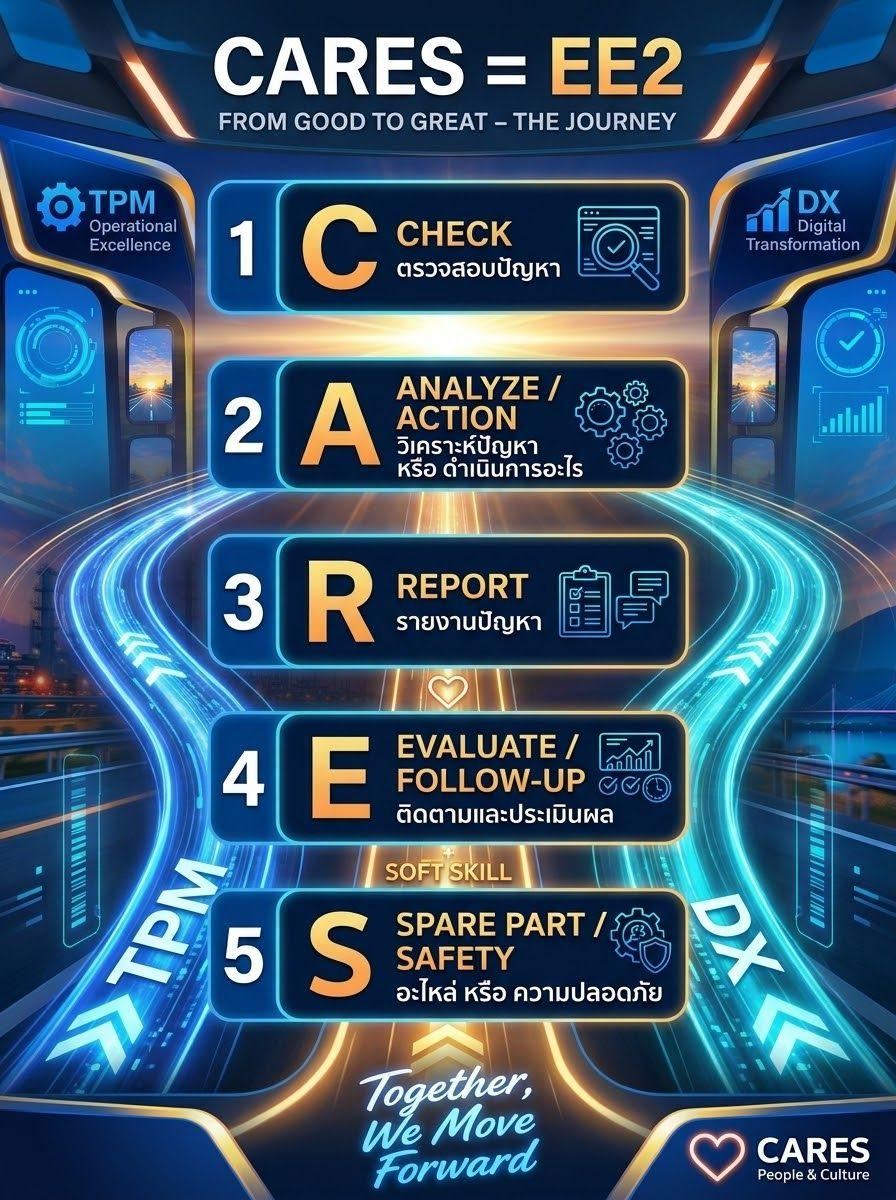 CARES = EE2
FROM GOOD TO GREAT – THE JOURNEY
TPM
Operational
Excellence
DX
Digital
Transformation
1
C
CHECK
ตรวจสอบปัญหา
2
A
ANALYZE /
ACTION
วิเคราะห์ปัญหา
หรือ ดำเนินการอะไร
3
R
REPORT
รายงานปัญหา
4
E
EVALUATE /
FOLLOW-UP
ติดตามและประเมินผล
+
SOFT SKILL
5
S
SPARE PART /
SAFETY
อะไหล่ หรือ ความปลอดภัย
TPM
DX
Together,
We Move
Forward
CARES
People & Culture